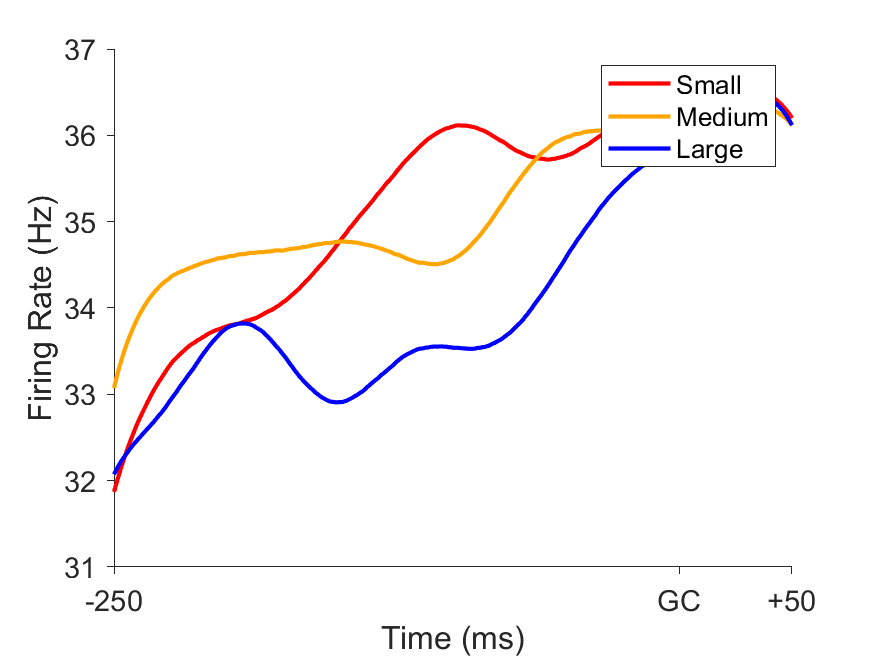 37
36
35
34
33
32
31
Firing Rate (Hz)
Small
Medium
Large
-250
GC
+50
Time (ms)